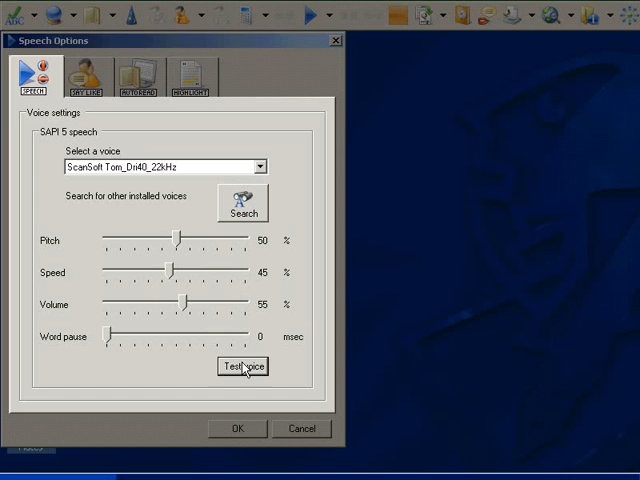 ABC
Speech Options
SPEECH
SAY LIKE
AUTOREAD
HIGHLIGHT
Voice settings
SAPI 5 speech
Select a voice
ScanSoft Tom_Dri40_22kHz
Search for other installed voices
Search
Pitch 50 %
Speed 45 %
Volume 55 %
Word pause 0 msec
Test voice
OK Cancel